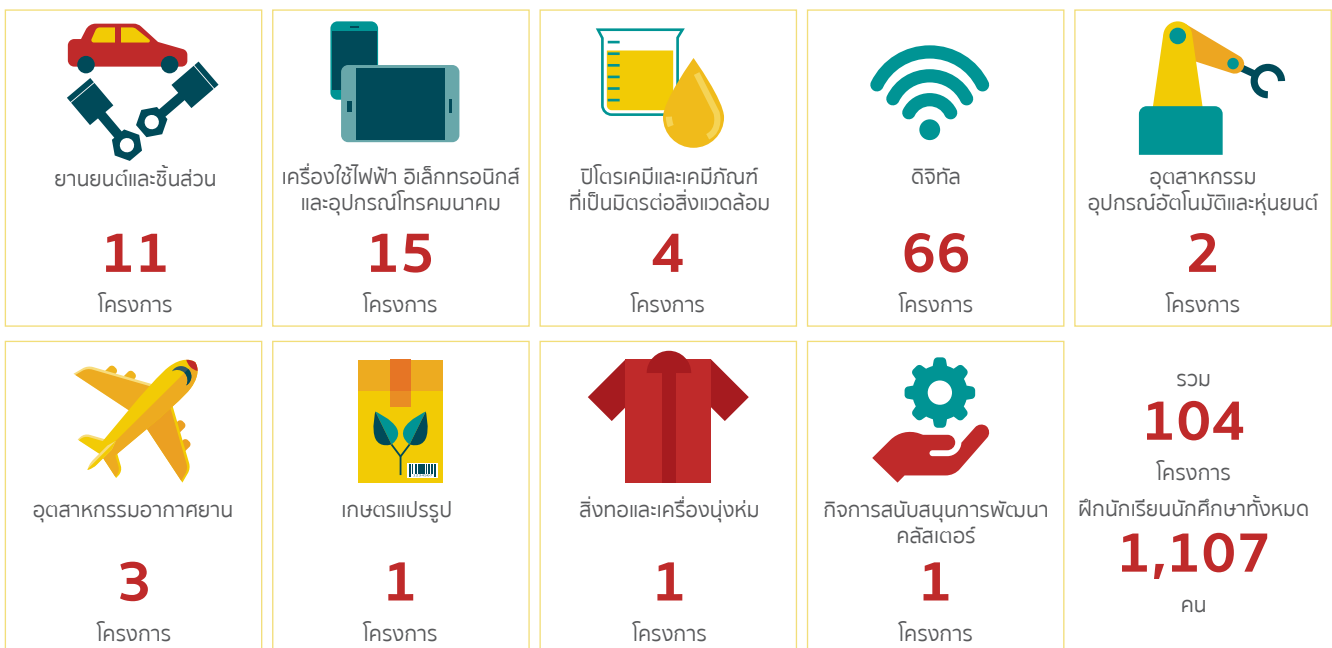 ยานยนต์และชิ้นส่วน
11
โครงการ
เครื่องใช้ไฟฟ้า อิเล็กทรอนิกส์
และอุปกรณ์โทรคมนาคม
15
โครงการ
ปิโตรเคมีและเคมีภัณฑ์
ที่เป็นมิตรต่อสิ่งแวดล้อม
4
โครงการ
ดิจิทัล
66
โครงการ
อุตสาหกรรม
อุปกรณ์อัตโนมัติและหุ่นยนต์
2
โครงการ
อุตสาหกรรมอากาศยาน
3
โครงการ
เกษตรแปรรูป
1
โครงการ
สิ่งทอและเครื่องนุ่งห่ม
1
โครงการ
กิจการสนับสนุนการพัฒนา
คลัสเตอร์
1
โครงการ
รวม
104
โครงการ
ฝึกนักเรียนนักศึกษาทั้งหมด
1,107
คน